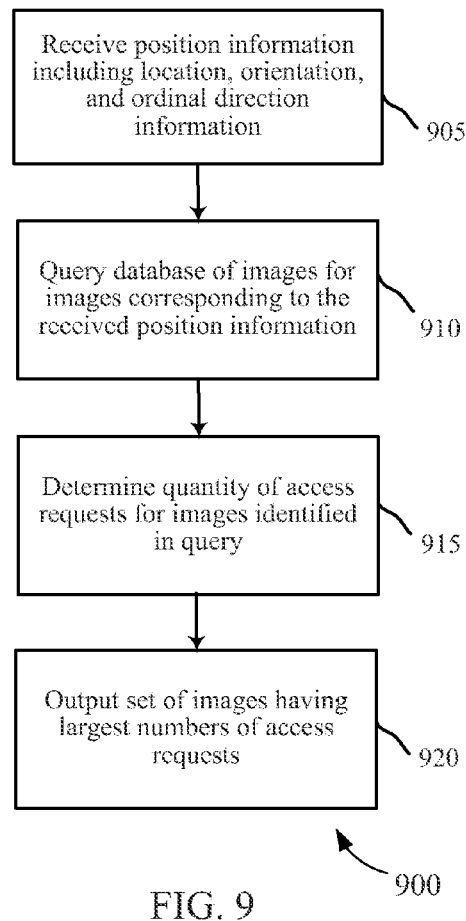 Receive position information
including location, orientation,
and ordinal direction
information
905
Query database of images for
images corresponding to the
received position information
910
Determine quantity of access
requests for images identified
in query
915
Output set of images having
largest numbers of access
requests
920
900
FIG. 9